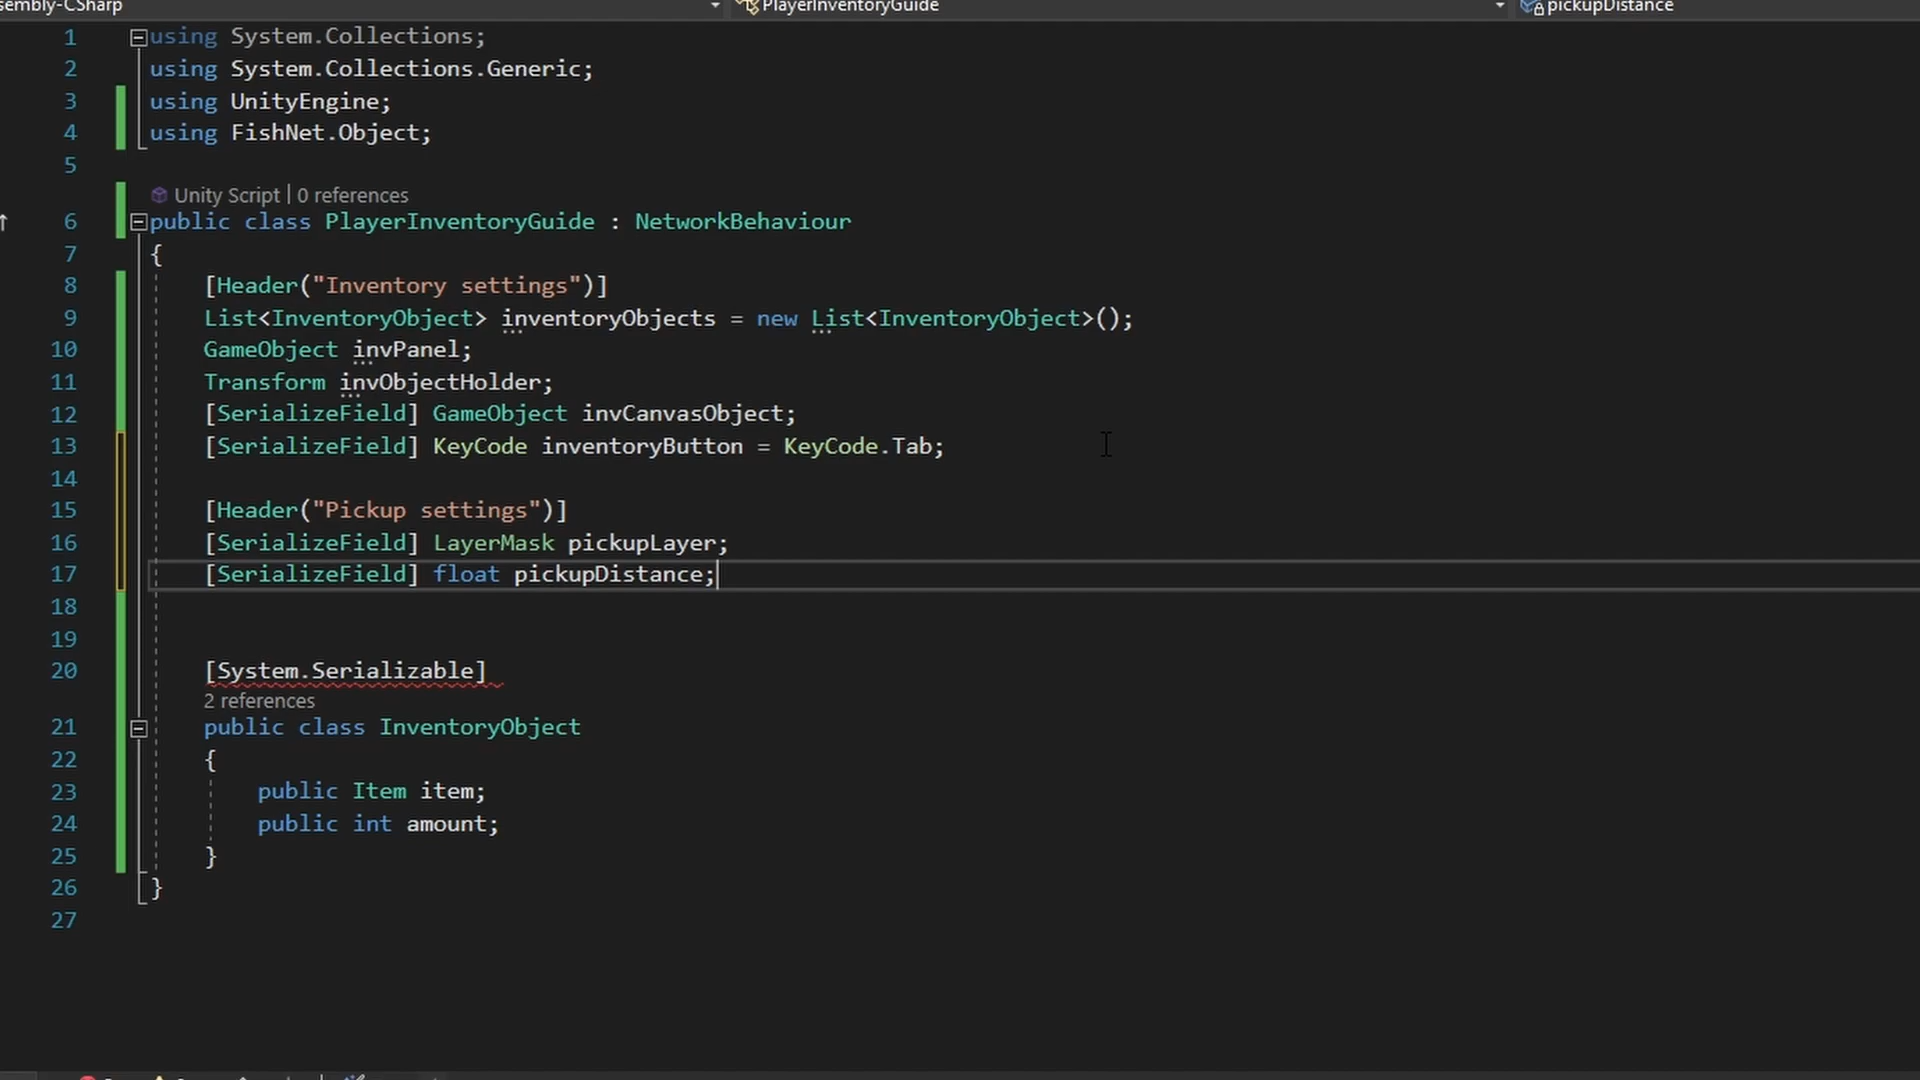 sembly-CSharp PlayerInventoryGuide pickupDistance
1 using System.Collections;
2 using System.Collections.Generic;
3 using UnityEngine;
4 using FishNet.Object;
5
Unity Script | 0 references
6 public class PlayerInventoryGuide : NetworkBehaviour
7 {
8 [Header("Inventory settings")]
9 List<InventoryObject> inventoryObjects = new List<InventoryObject>();
10 GameObject invPanel;
11 Transform invObjectHolder;
12 [SerializeField] GameObject invCanvasObject;
13 [SerializeField] KeyCode inventoryButton = KeyCode.Tab;
14
15 [Header("Pickup settings")]
16 [SerializeField] LayerMask pickupLayer;
17 [SerializeField] float pickupDistance;
18
19
20 [System.Serializable]
2 references
21 public class InventoryObject
22 {
23 public Item item;
24 public int amount;
25 }
26 }
27